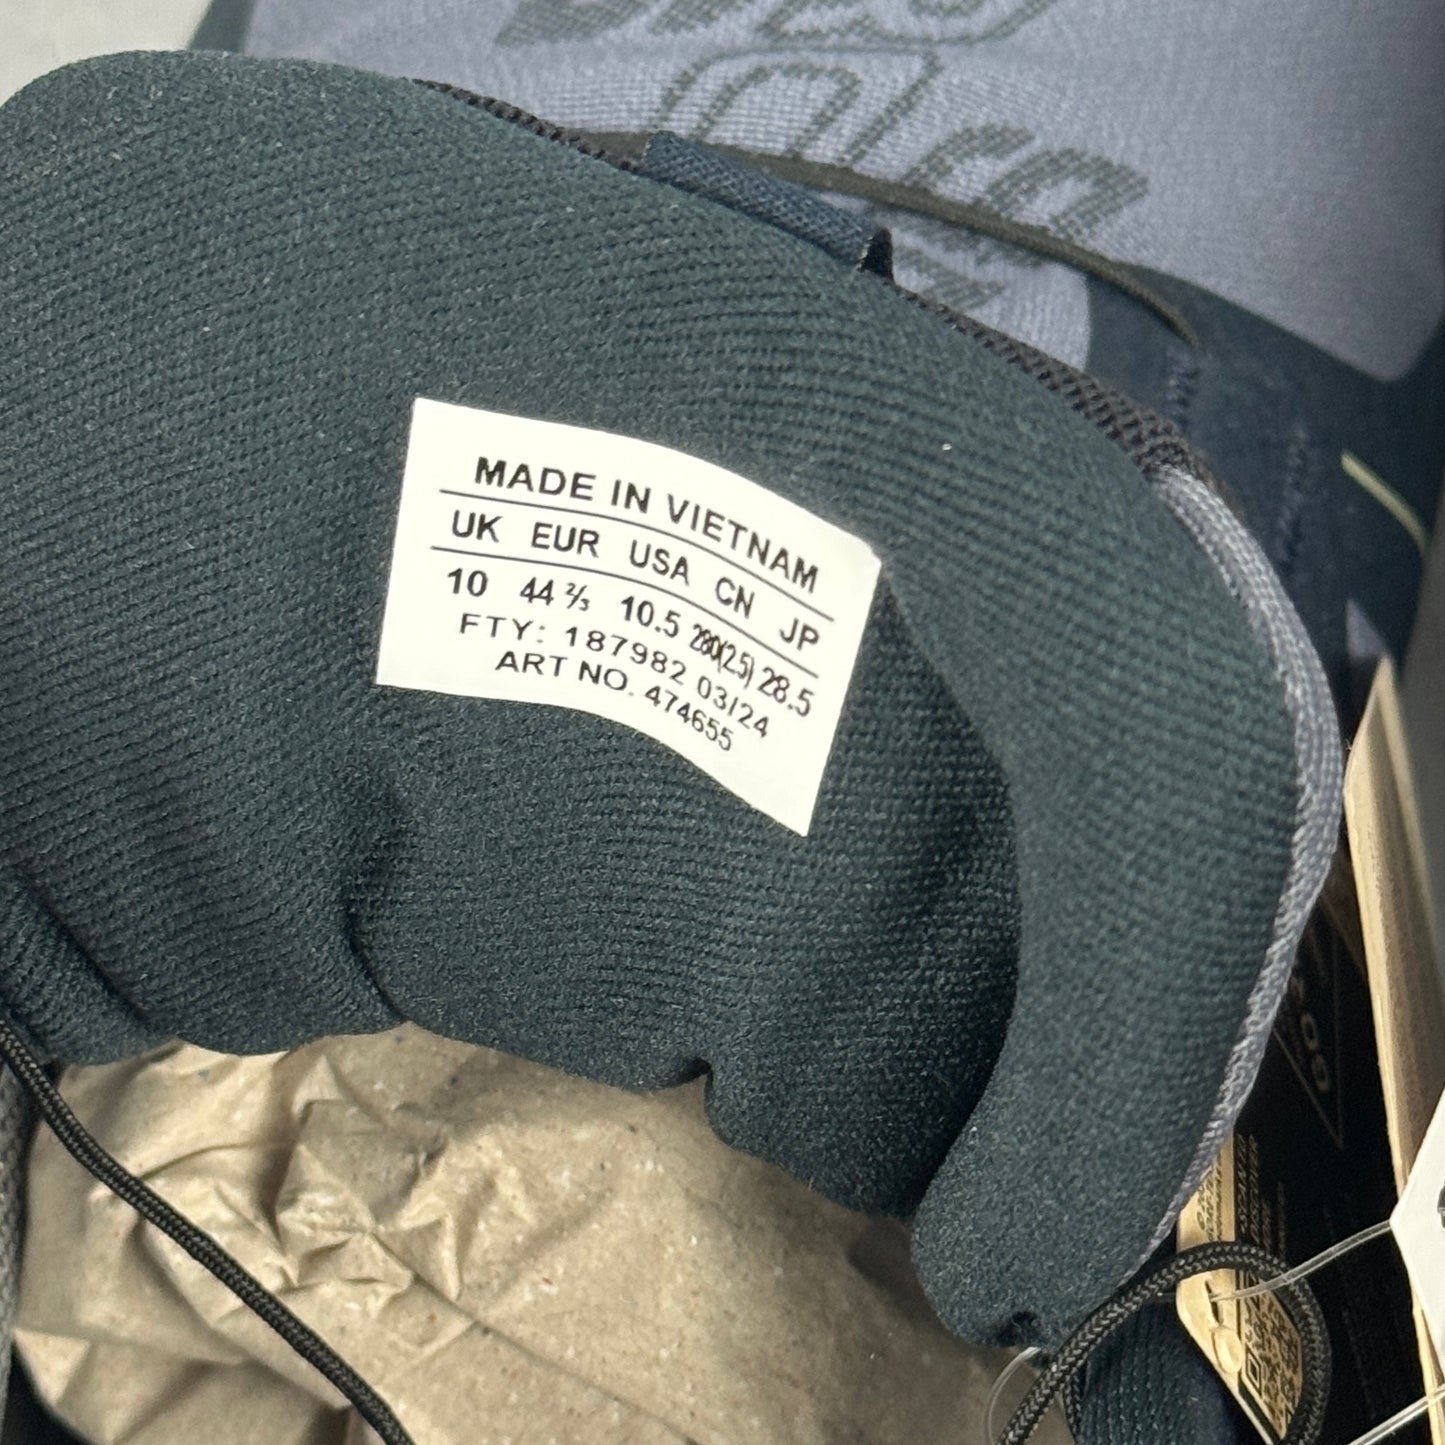 MADE IN VIETNAM
UK EUR USA CN JP
10 44 ⅔ 10.5 280(2.5) 28.5
FTY: 187982 03/24
ART NO. 474655